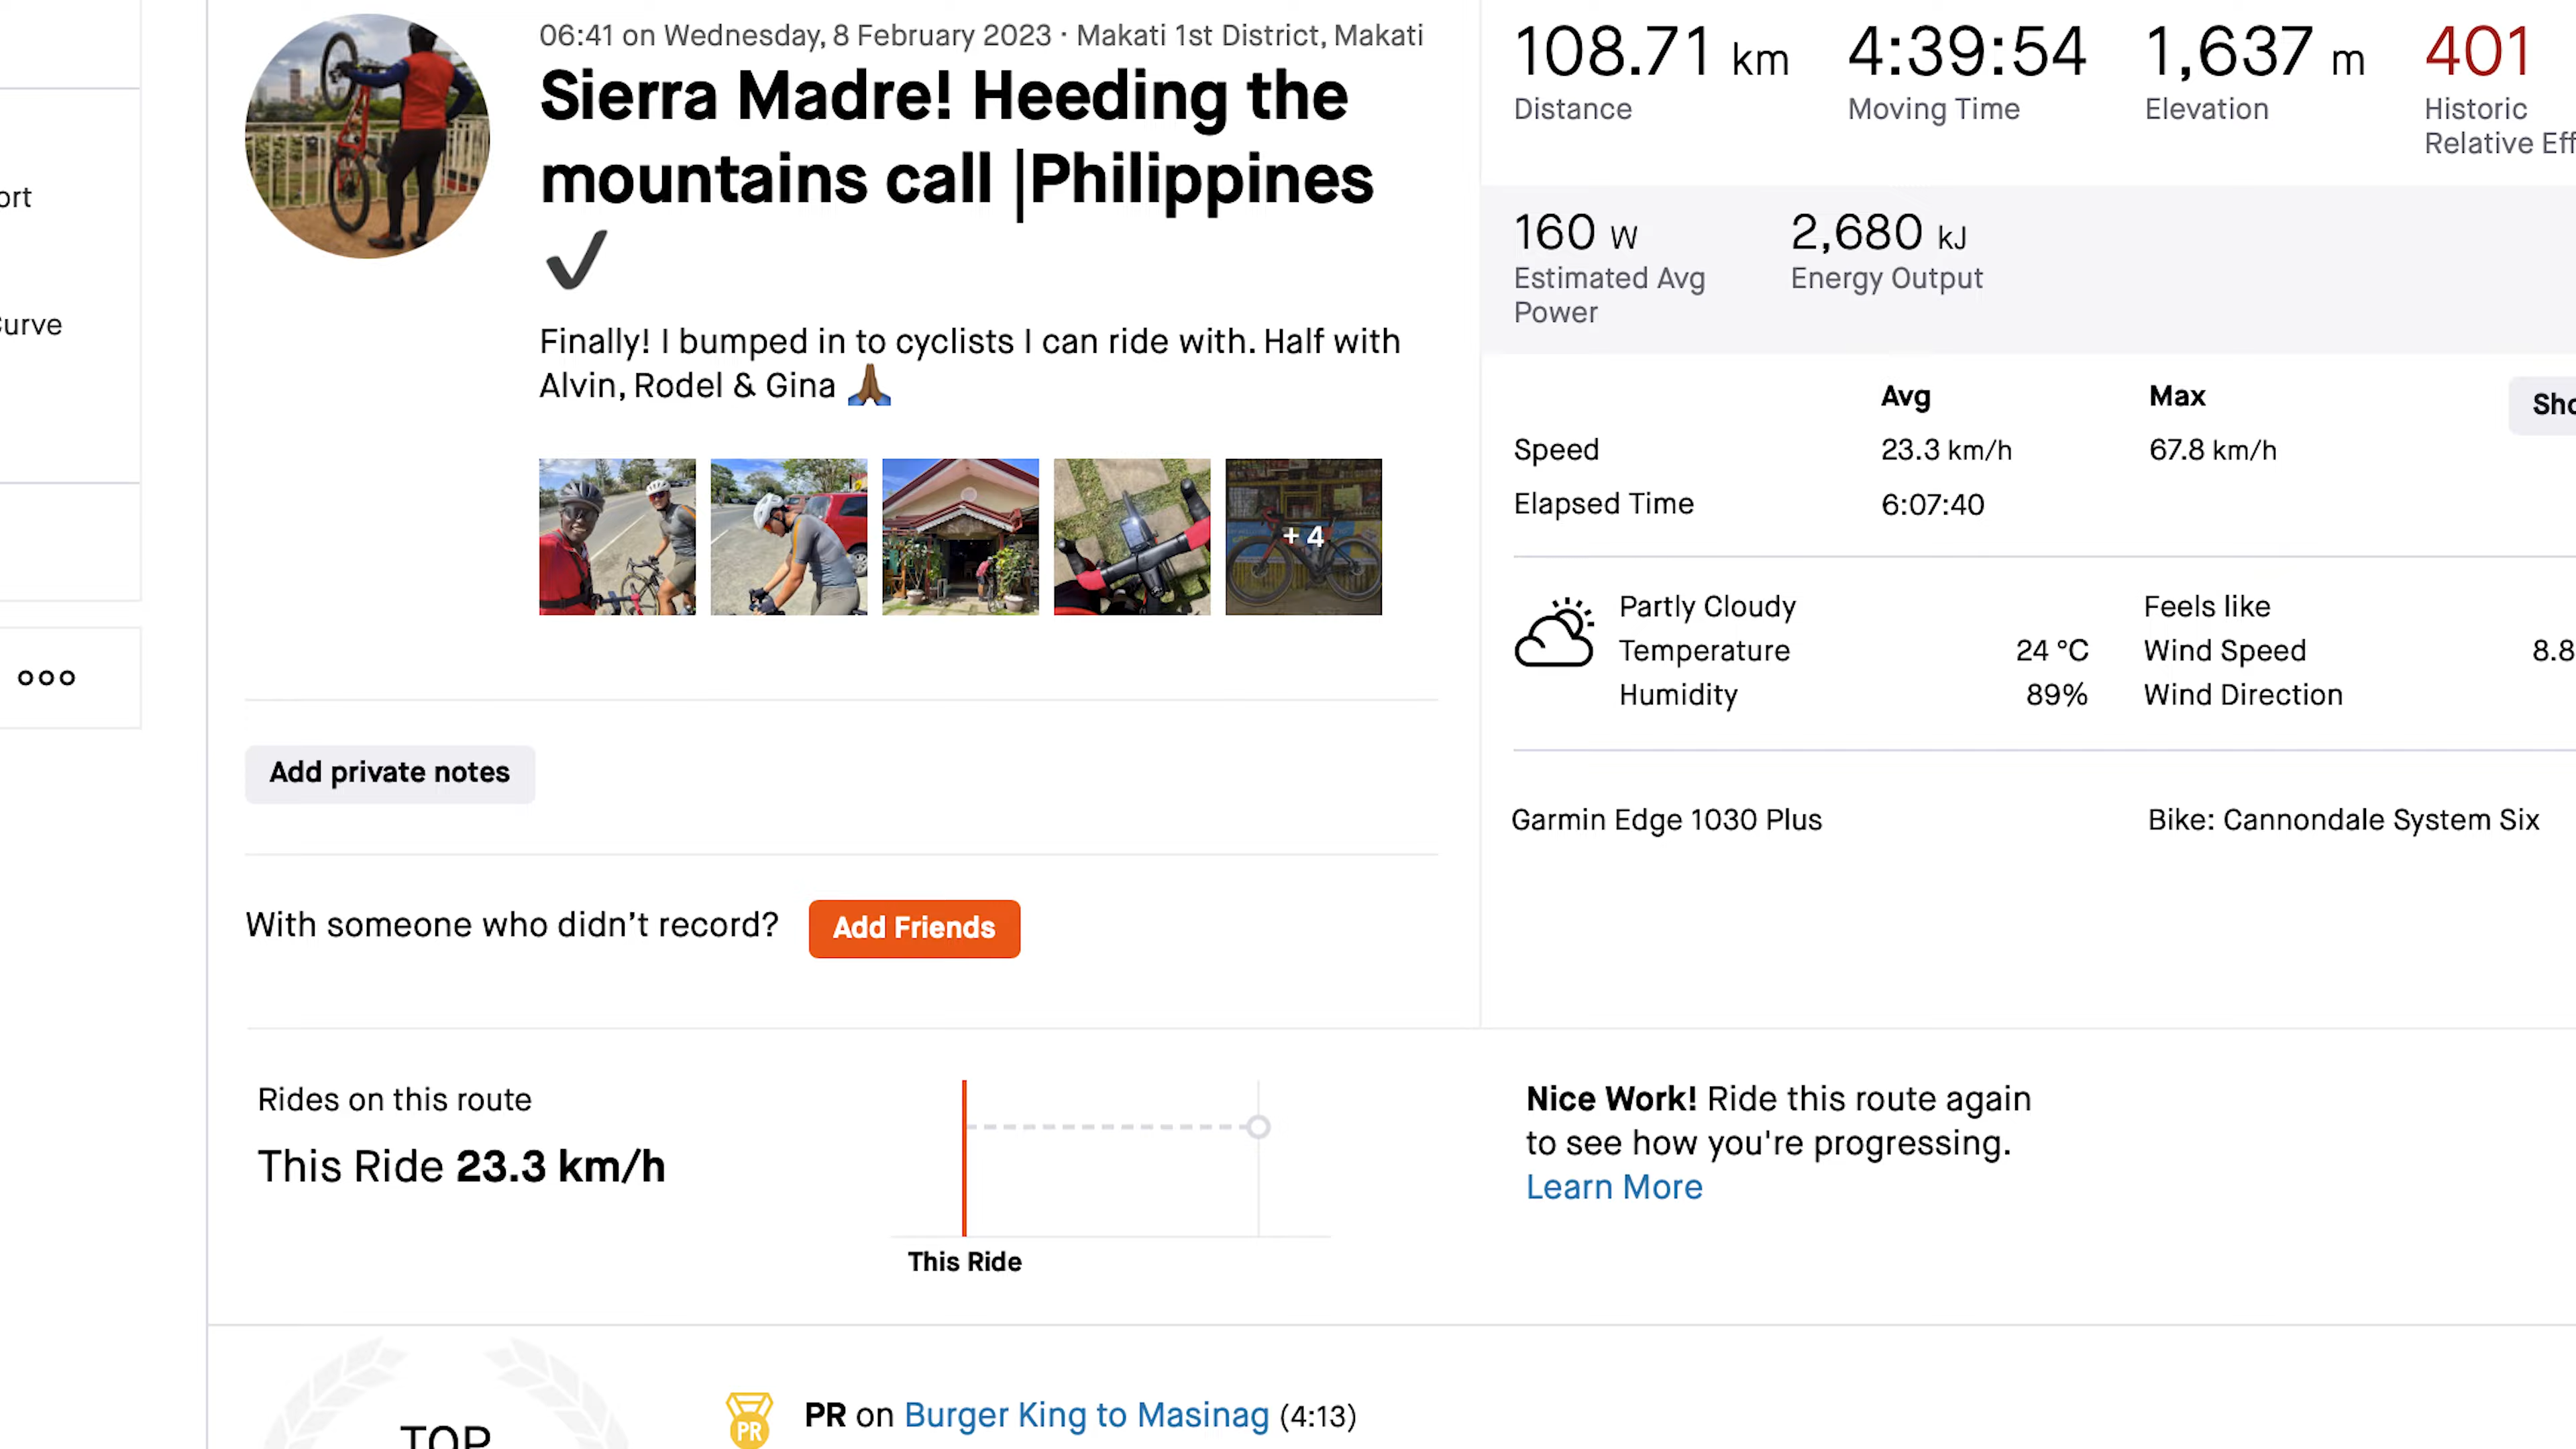 ort
Curve
06:41 on Wednesday, 8 February 2023 · Makati 1st District, Makati
Sierra Madre! Heeding the
mountains call |Philippines
✔
Finally! I bumped in to cyclists I can ride with. Half with
Alvin, Rodel & Gina 🙏🏾
+ 4
Add private notes
With someone who didn't record?
Add Friends
108.71 km
Distance
4:39:54
Moving Time
1,637 m
Elevation
401
Historic
Relative Eff
160 W
Estimated Avg
Power
2,680 kJ
Energy Output
Avg Max
Sho
Speed 23.3 km/h 67.8 km/h
Elapsed Time 6:07:40
Partly Cloudy Feels like
Temperature 24 °C Wind Speed 8.8
Humidity 89% Wind Direction
Garmin Edge 1030 Plus Bike: Cannondale System Six
Rides on this route
This Ride 23.3 km/h
This Ride
Nice Work! Ride this route again
to see how you're progressing.
Learn More
TOP
PR
PR on Burger King to Masinag (4:13)